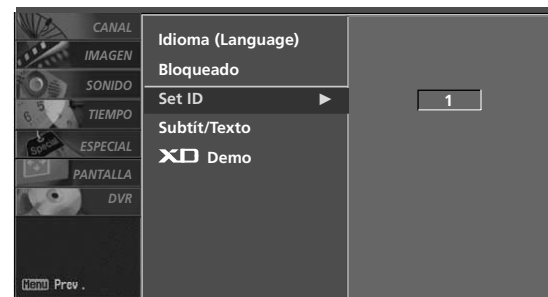 CANAL
IMAGEN
SONIDO
TIEMPO
ESPECIAL
PANTALLA
DVR
Menu Prev .
Idioma (Language)
Bloqueado
Set ID ►
Subtít/Texto
XD Demo
1